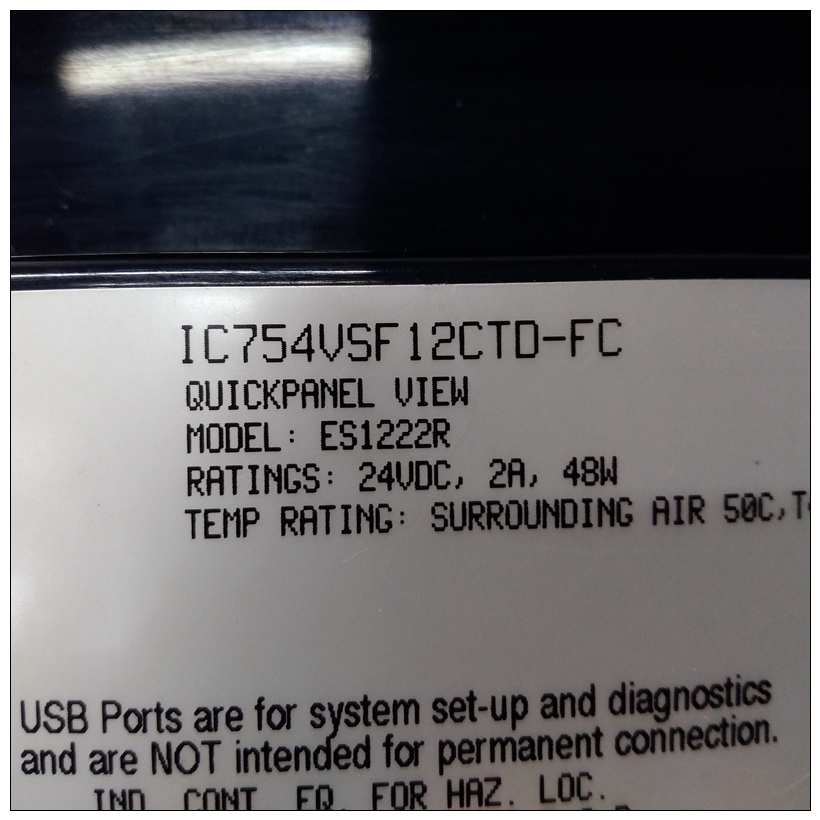 IC754VSF12CTD-FC
QUICKPANEL VIEW
MODEL: ES1222R
RATINGS: 24VDC, 2A, 48W
TEMP RATING: SURROUNDING AIR 50C,
USB Ports are for system set-up and diagnostics
and are NOT intended for permanent connection.
IND. CONT. EQ. FOR HAZ. LOC.